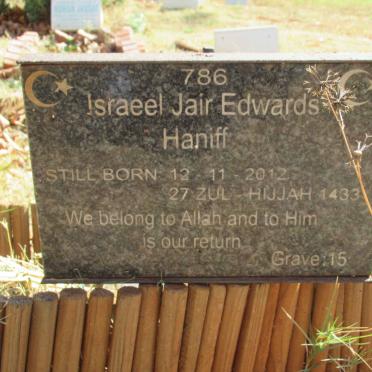 786
Israeel Jair Edwards
Haniff
STILL BORN 12 - 11 - 2012
27 ZUL - HIJJAH 1433
We belong to Allah and to Him
is our return
Grave:15